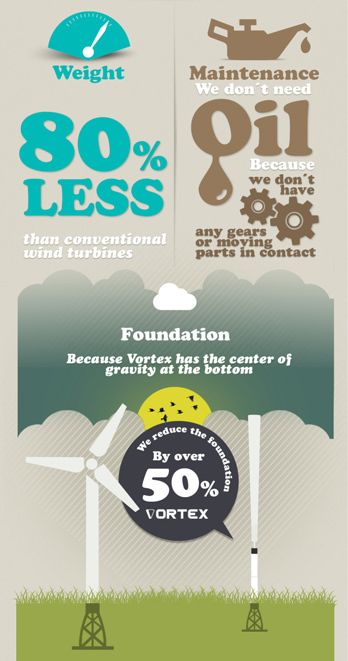 Weight
80%
LESS
than conventional
wind turbines
Maintenance
We don´t need
Oil
Because
we don´t
have
any gears
or moving
parts in contact
Foundation
Because Vortex has the center of
gravity at the bottom
We reduce the foundation
By over
50%
VORTEX